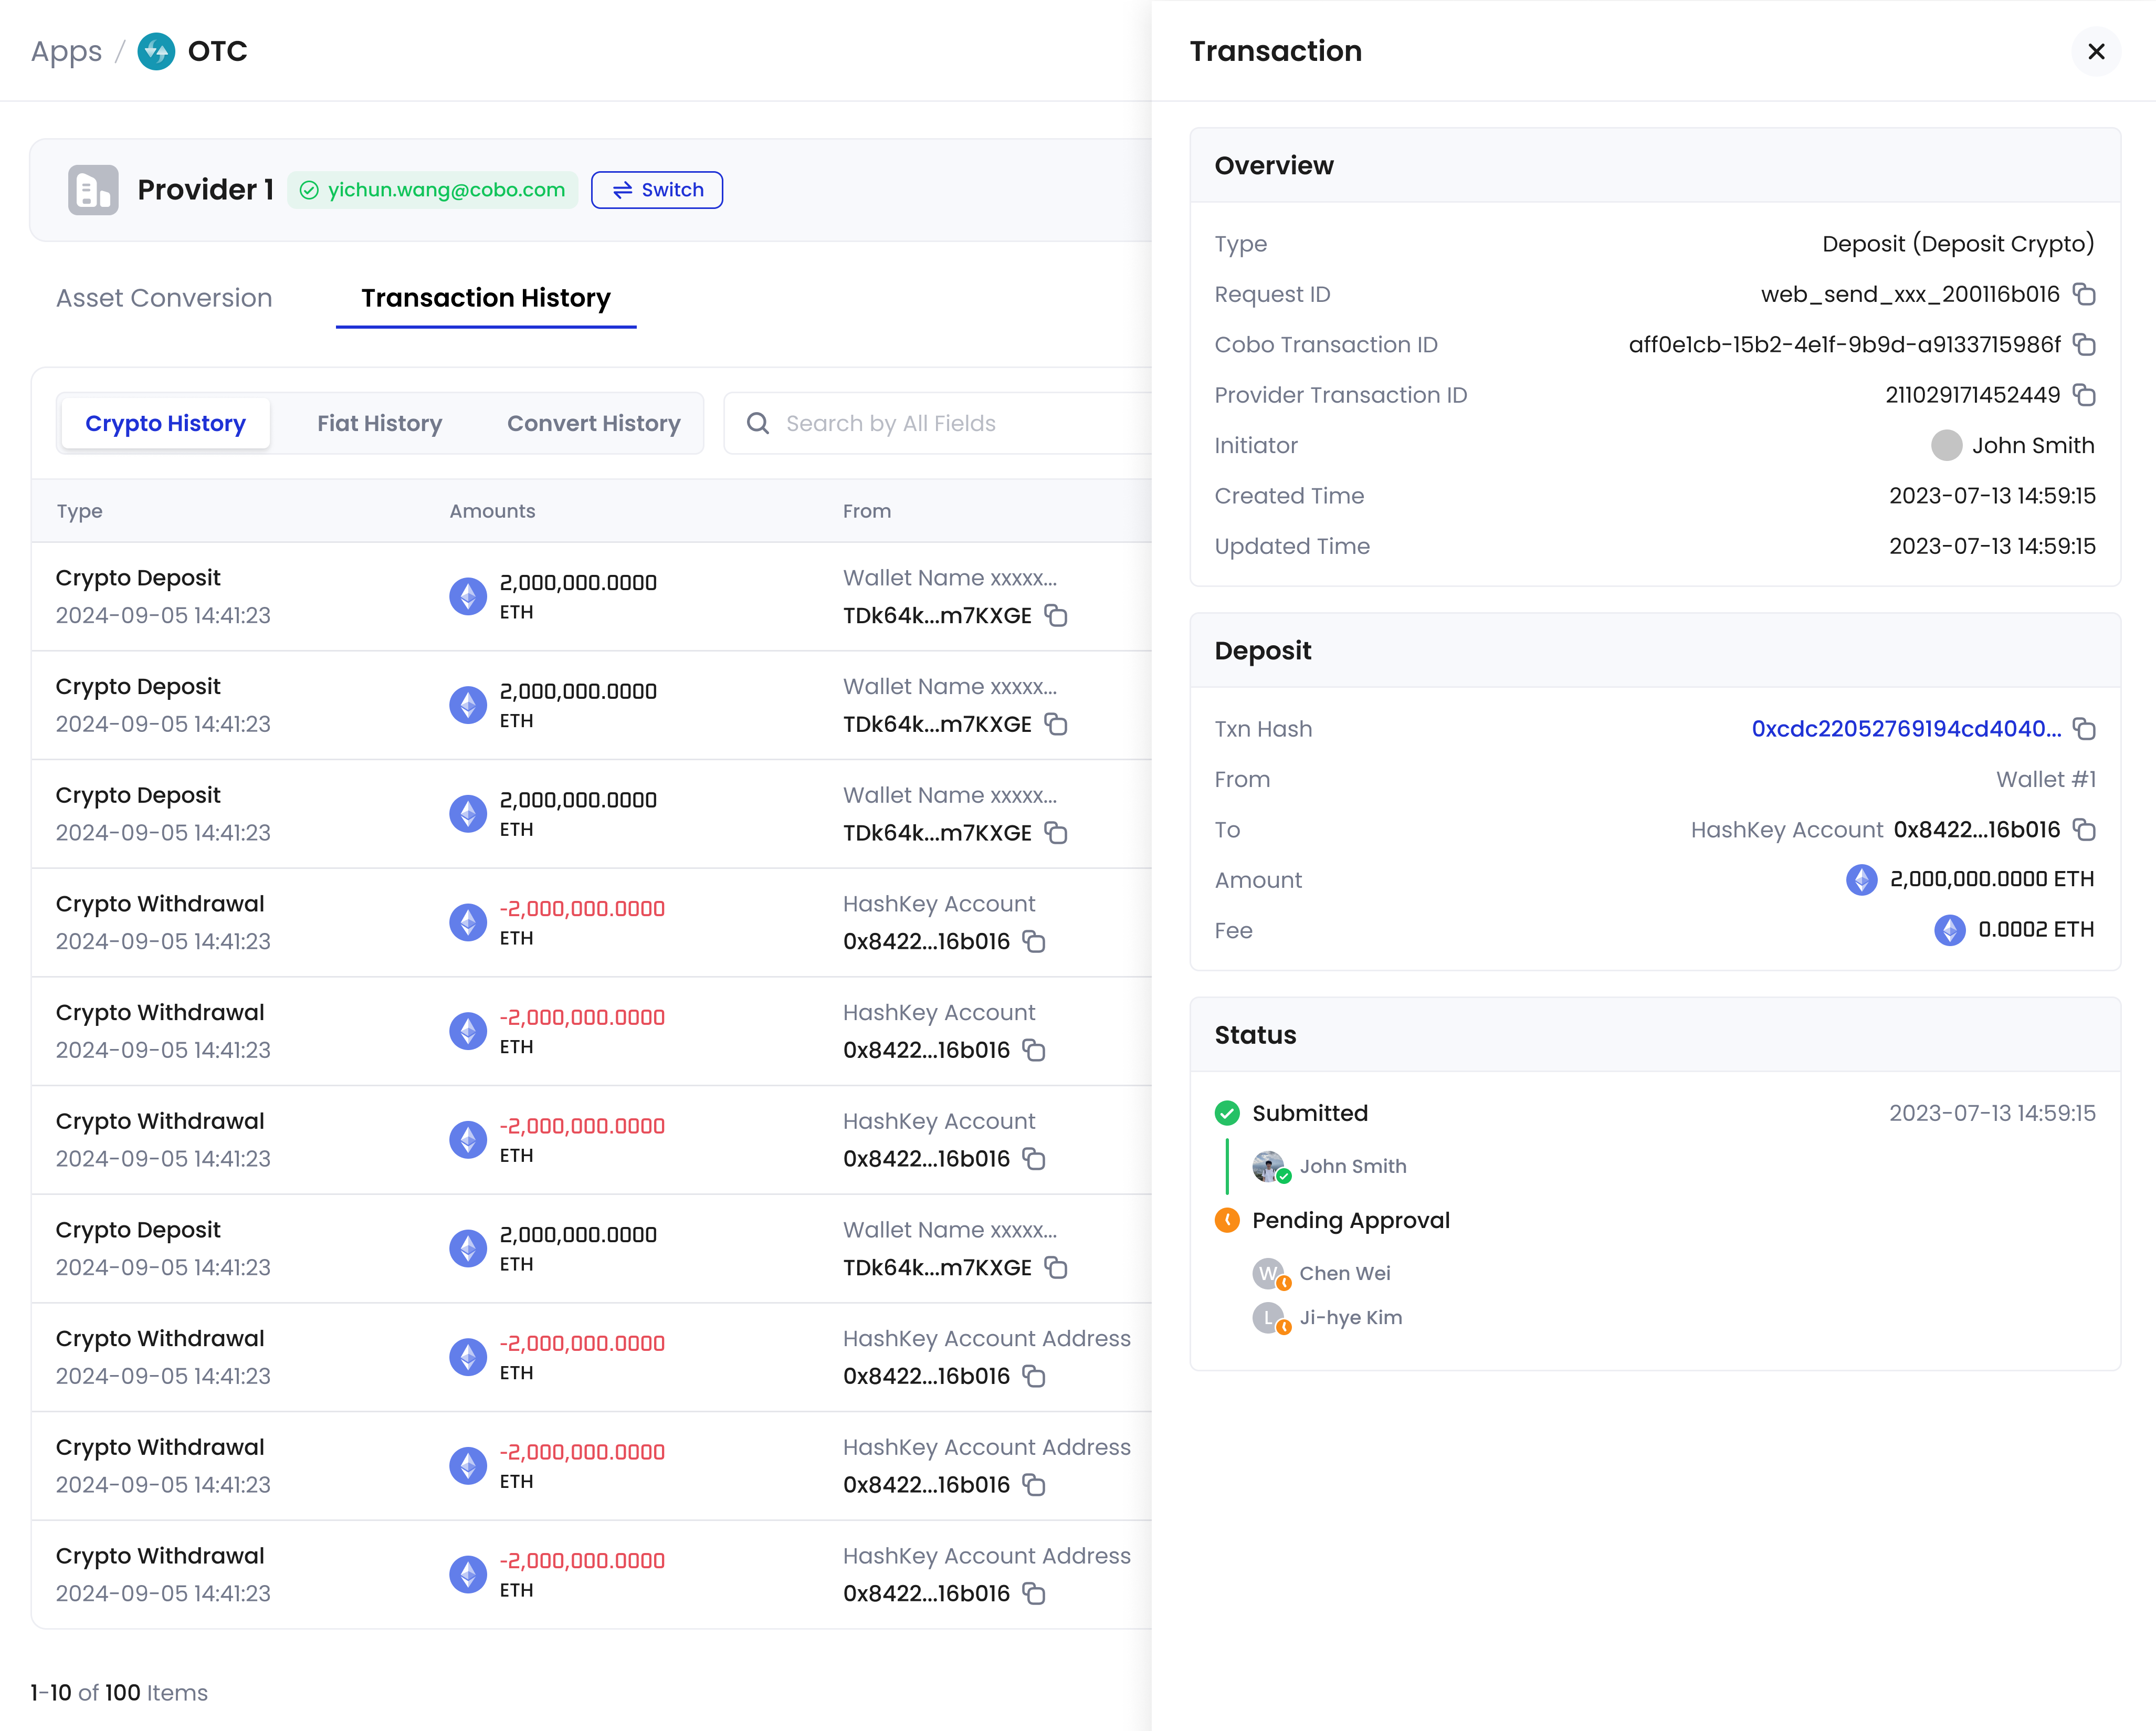 Apps / OTC
Provider 1 yichun.wang@cobo.com Switch
Asset Conversion Transaction History
Crypto History Fiat History Convert History Search by All Fields
Type Amounts From
Crypto Deposit 2,000,000.0000 Wallet Name xxxxx...
2024-09-05 14:41:23 ETH TDk64k...m7KXGE
Crypto Deposit 2,000,000.0000 Wallet Name xxxxx...
2024-09-05 14:41:23 ETH TDk64k...m7KXGE
Crypto Deposit 2,000,000.0000 Wallet Name xxxxx...
2024-09-05 14:41:23 ETH TDk64k...m7KXGE
Crypto Withdrawal -2,000,000.0000 HashKey Account
2024-09-05 14:41:23 ETH 0x8422...16b016
Crypto Withdrawal -2,000,000.0000 HashKey Account
2024-09-05 14:41:23 ETH 0x8422...16b016
Crypto Withdrawal -2,000,000.0000 HashKey Account
2024-09-05 14:41:23 ETH 0x8422...16b016
Crypto Deposit 2,000,000.0000 Wallet Name xxxxx...
2024-09-05 14:41:23 ETH TDk64k...m7KXGE
Crypto Withdrawal -2,000,000.0000 HashKey Account Address
2024-09-05 14:41:23 ETH 0x8422...16b016
Crypto Withdrawal -2,000,000.0000 HashKey Account Address
2024-09-05 14:41:23 ETH 0x8422...16b016
Crypto Withdrawal -2,000,000.0000 HashKey Account Address
2024-09-05 14:41:23 ETH 0x8422...16b016
1-10 of 100 Items
Transaction
Overview
Type Deposit (Deposit Crypto)
Request ID web_send_xxx_200116b016
Cobo Transaction ID aff0e1cb-15b2-4e1f-9b9d-a9133715986f
Provider Transaction ID 211029171452449
Initiator John Smith
Created Time 2023-07-13 14:59:15
Updated Time 2023-07-13 14:59:15
Deposit
Txn Hash 0xcdc22052769194cd4040...
From Wallet #1
To HashKey Account 0x8422...16b016
Amount 2,000,000.0000 ETH
Fee 0.0002 ETH
Status
Submitted 2023-07-13 14:59:15
John Smith
Pending Approval
W Chen Wei
L Ji-hye Kim